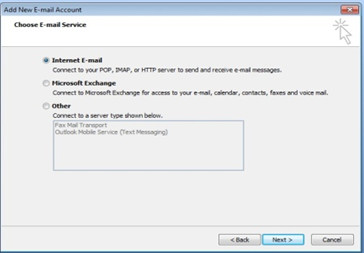 Add New E-mail Account
Choose E-mail Service
Internet E-mail
Connect to your POP, IMAP, or HTTP server to send and receive e-mail messages.
Microsoft Exchange
Connect to Microsoft Exchange for access to your e-mail, calendar, contacts, faxes and voice mail.
Other
Connect to a server type shown below.
Fax Mail Transport
Outlook Mobile Service (Text Messaging)
< Back Next > Cancel